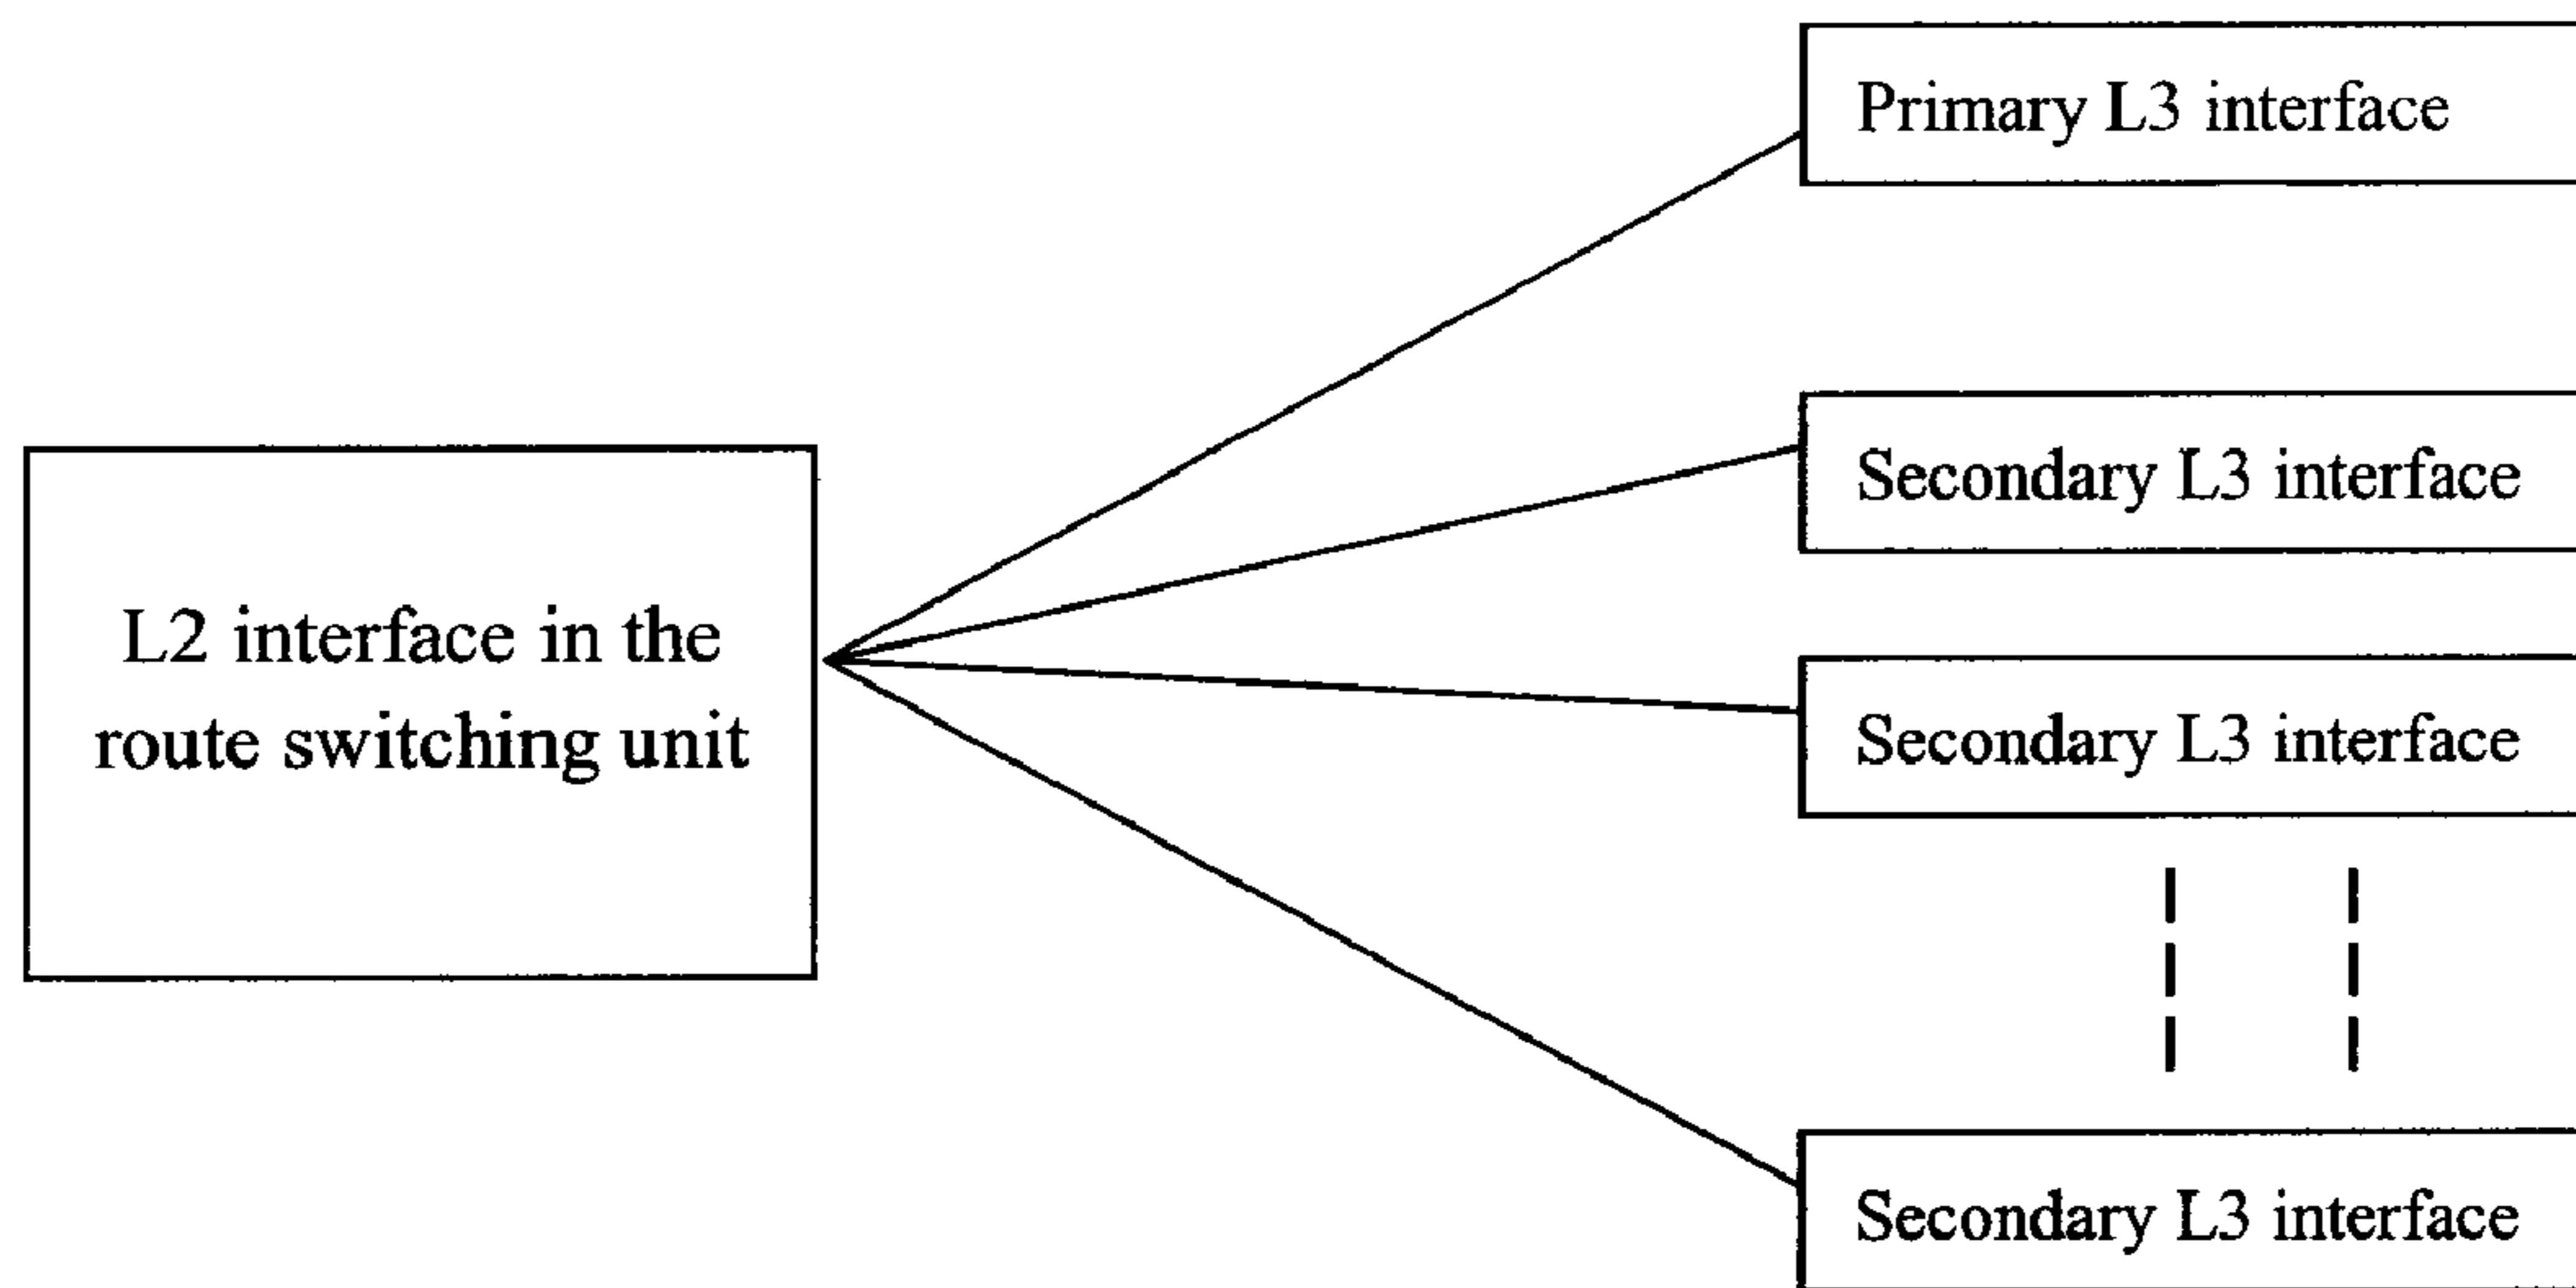 Primary L3 interface
Secondary L3 interface
L2 interface in the
route switching unit
Secondary L3 interface
Secondary L3 interface